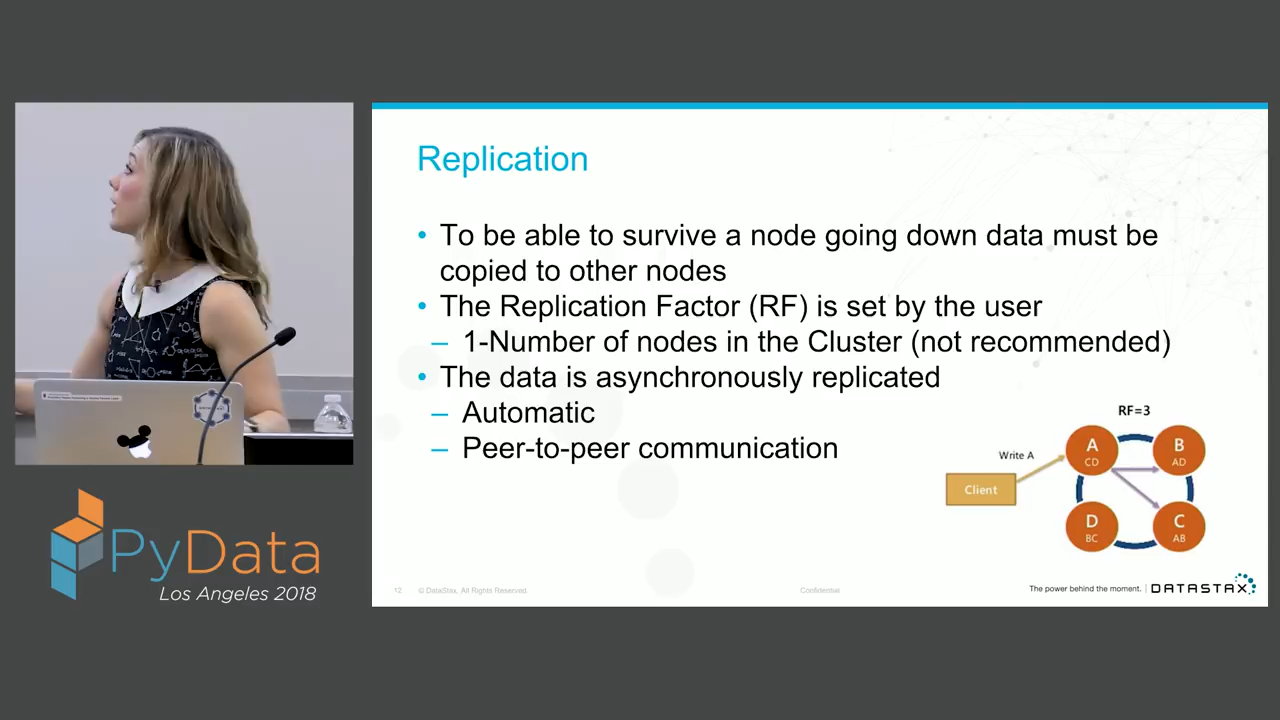 Replication
• To be able to survive a node going down data must be
copied to other nodes
• The Replication Factor (RF) is set by the user
– 1-Number of nodes in the Cluster (not recommended)
• The data is asynchronously replicated
– Automatic
– Peer-to-peer communication
RF=3
Write A
Client
A
CD
B
AD
D
BC
C
AB
12
© DataStax, All Rights Reserved.
Confidential
The power behind the moment. | DATASTAX
PyData
Los Angeles 2018